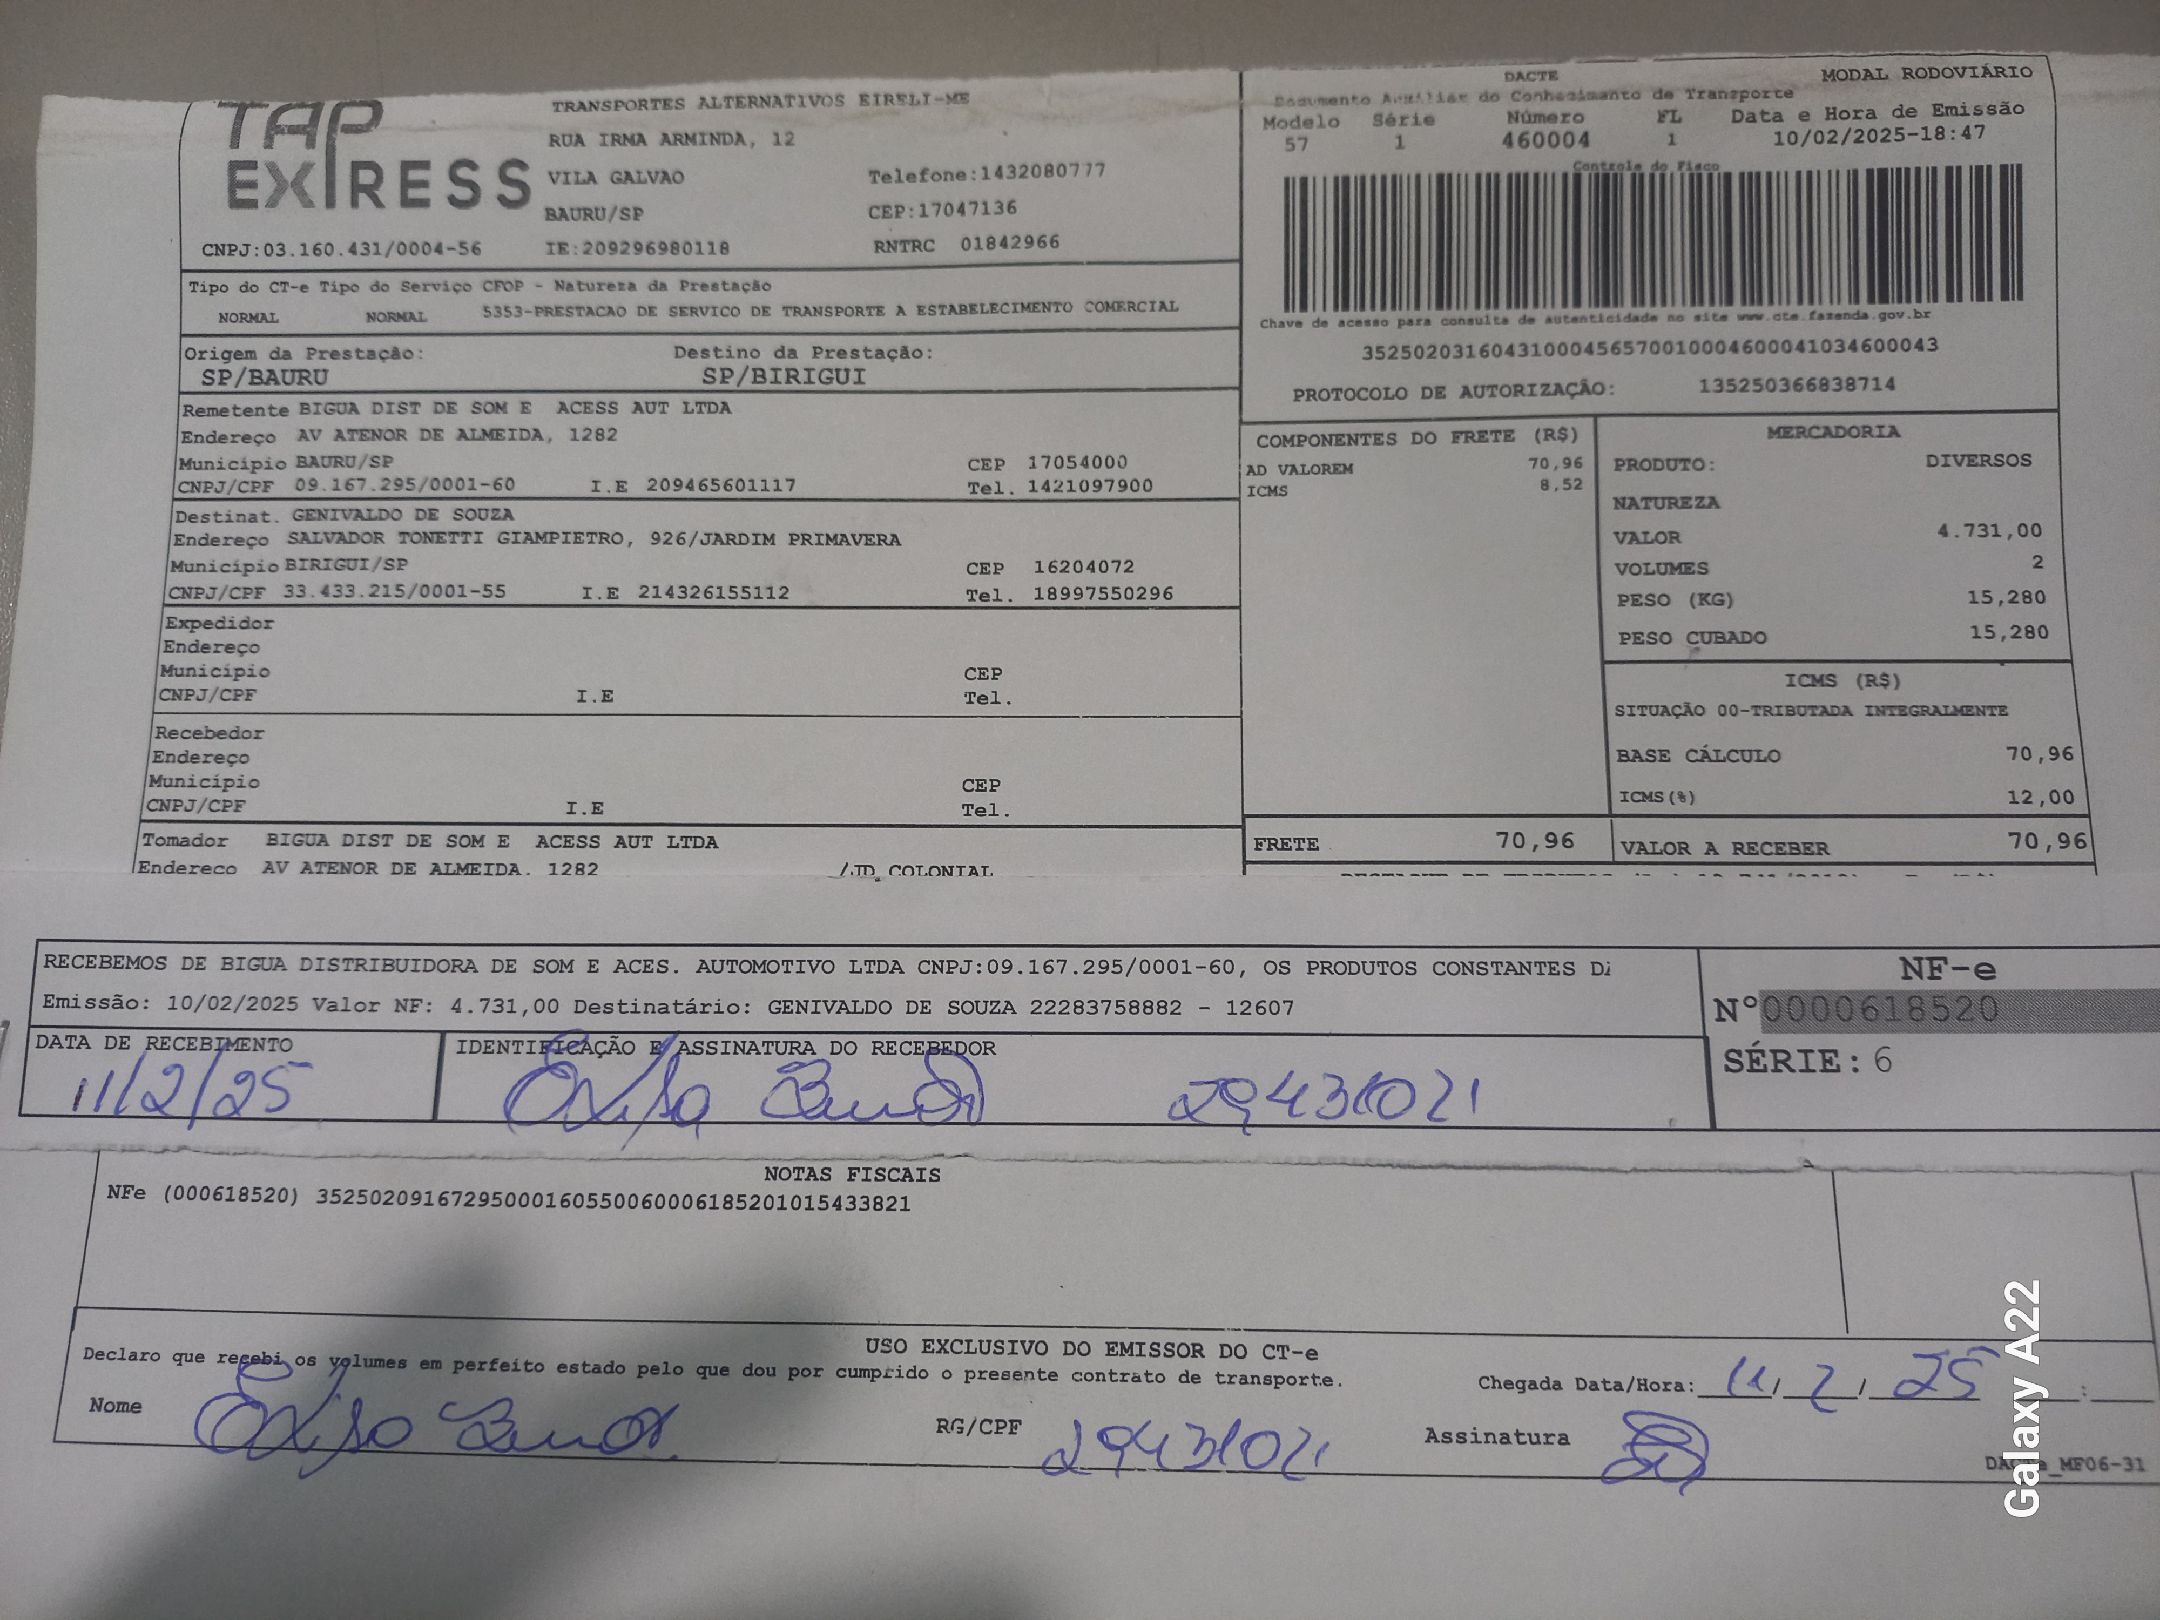 TAP EXPRESS
TRANSPORTES ALTERNATIVOS EIRELI-ME
RUA IRMA ARMINDA, 12
VILA GALVAO Telefone:1432080777
BAURU/SP CEP:17047136
CNPJ:03.160.431/0004-56 IE:209296980118 RNTRC 01842966
Tipo do CT-e Tipo do Serviço CFOP - Natureza da Prestação
NORMAL NORMAL 5353-PRESTACAO DE SERVICO DE TRANSPORTE A ESTABELECIMENTO COMERCIAL
Origem da Prestação: Destino da Prestação:
SP/BAURU SP/BIRIGUI
Remetente BIGUA DIST DE SOM E ACESS AUT LTDA
Endereço AV ATENOR DE ALMEIDA, 1282
Município BAURU/SP CEP 17054000
CNPJ/CPF 09.167.295/0001-60 I.E 209465601117 Tel. 1421097900
Destinat. GENIVALDO DE SOUZA
Endereço SALVADOR TONETTI GIAMPIETRO, 926/JARDIM PRIMAVERA
Município BIRIGUI/SP CEP 16204072
CNPJ/CPF 33.433.215/0001-55 I.E 214326155112 Tel. 18997550296
Expedidor
Endereço
Município CEP
CNPJ/CPF I.E Tel.
Recebedor
Endereço
Município CEP
CNPJ/CPF I.E Tel.
Tomador BIGUA DIST DE SOM E ACESS AUT LTDA
Endereco AV ATENOR DE ALMEIDA. 1282 /JD. COLONIAL
DACTE MODAL RODOVIÁRIO
Documento Auxiliar do Conhecimento de Transporte
Modelo Série Número FL Data e Hora de Emissão
57 1 460004 1 10/02/2025-18:47
Controle do Fisco
Chave de acesso para consulta de autenticidade no site www.cte.fazenda.gov.br
35250203160431000456570010004600041034600043
PROTOCOLO DE AUTORIZAÇÃO: 135250366838714
COMPONENTES DO FRETE (R$)
AD VALOREM 70,96
ICMS 8,52
MERCADORIA
PRODUTO: DIVERSOS
NATUREZA
VALOR 4.731,00
VOLUMES 2
PESO (KG) 15,280
PESO CUBADO 15,280
ICMS (R$)
SITUAÇÃO 00-TRIBUTADA INTEGRALMENTE
BASE CÁLCULO 70,96
ICMS(%) 12,00
FRETE 70,96 VALOR A RECEBER 70,96
RECEBEMOS DE BIGUA DISTRIBUIDORA DE SOM E ACES. AUTOMOTIVO LTDA CNPJ:09.167.295/0001-60, OS PRODUTOS CONSTANTES
Emissão: 10/02/2025 Valor NF: 4.731,00 Destinatário: GENIVALDO DE SOUZA 22283758882 - 12607
NF-e
Nº0000618520
SÉRIE: 6
DATA DE RECEBIMENTO IDENTIFICAÇÃO E ASSINATURA DO RECEBEDOR
11/2/25 29431021
NOTAS FISCAIS
NFe (000618520) 35250209167295000160550060006185201015433821
USO EXCLUSIVO DO EMISSOR DO CT-e
Declaro que recebi os volumes em perfeito estado pelo que dou por cumprido o presente contrato de transporte.
Chegada Data/Hora: 11/2/25 :
Nome RG/CPF 29431021 Assinatura
Galaxy A22